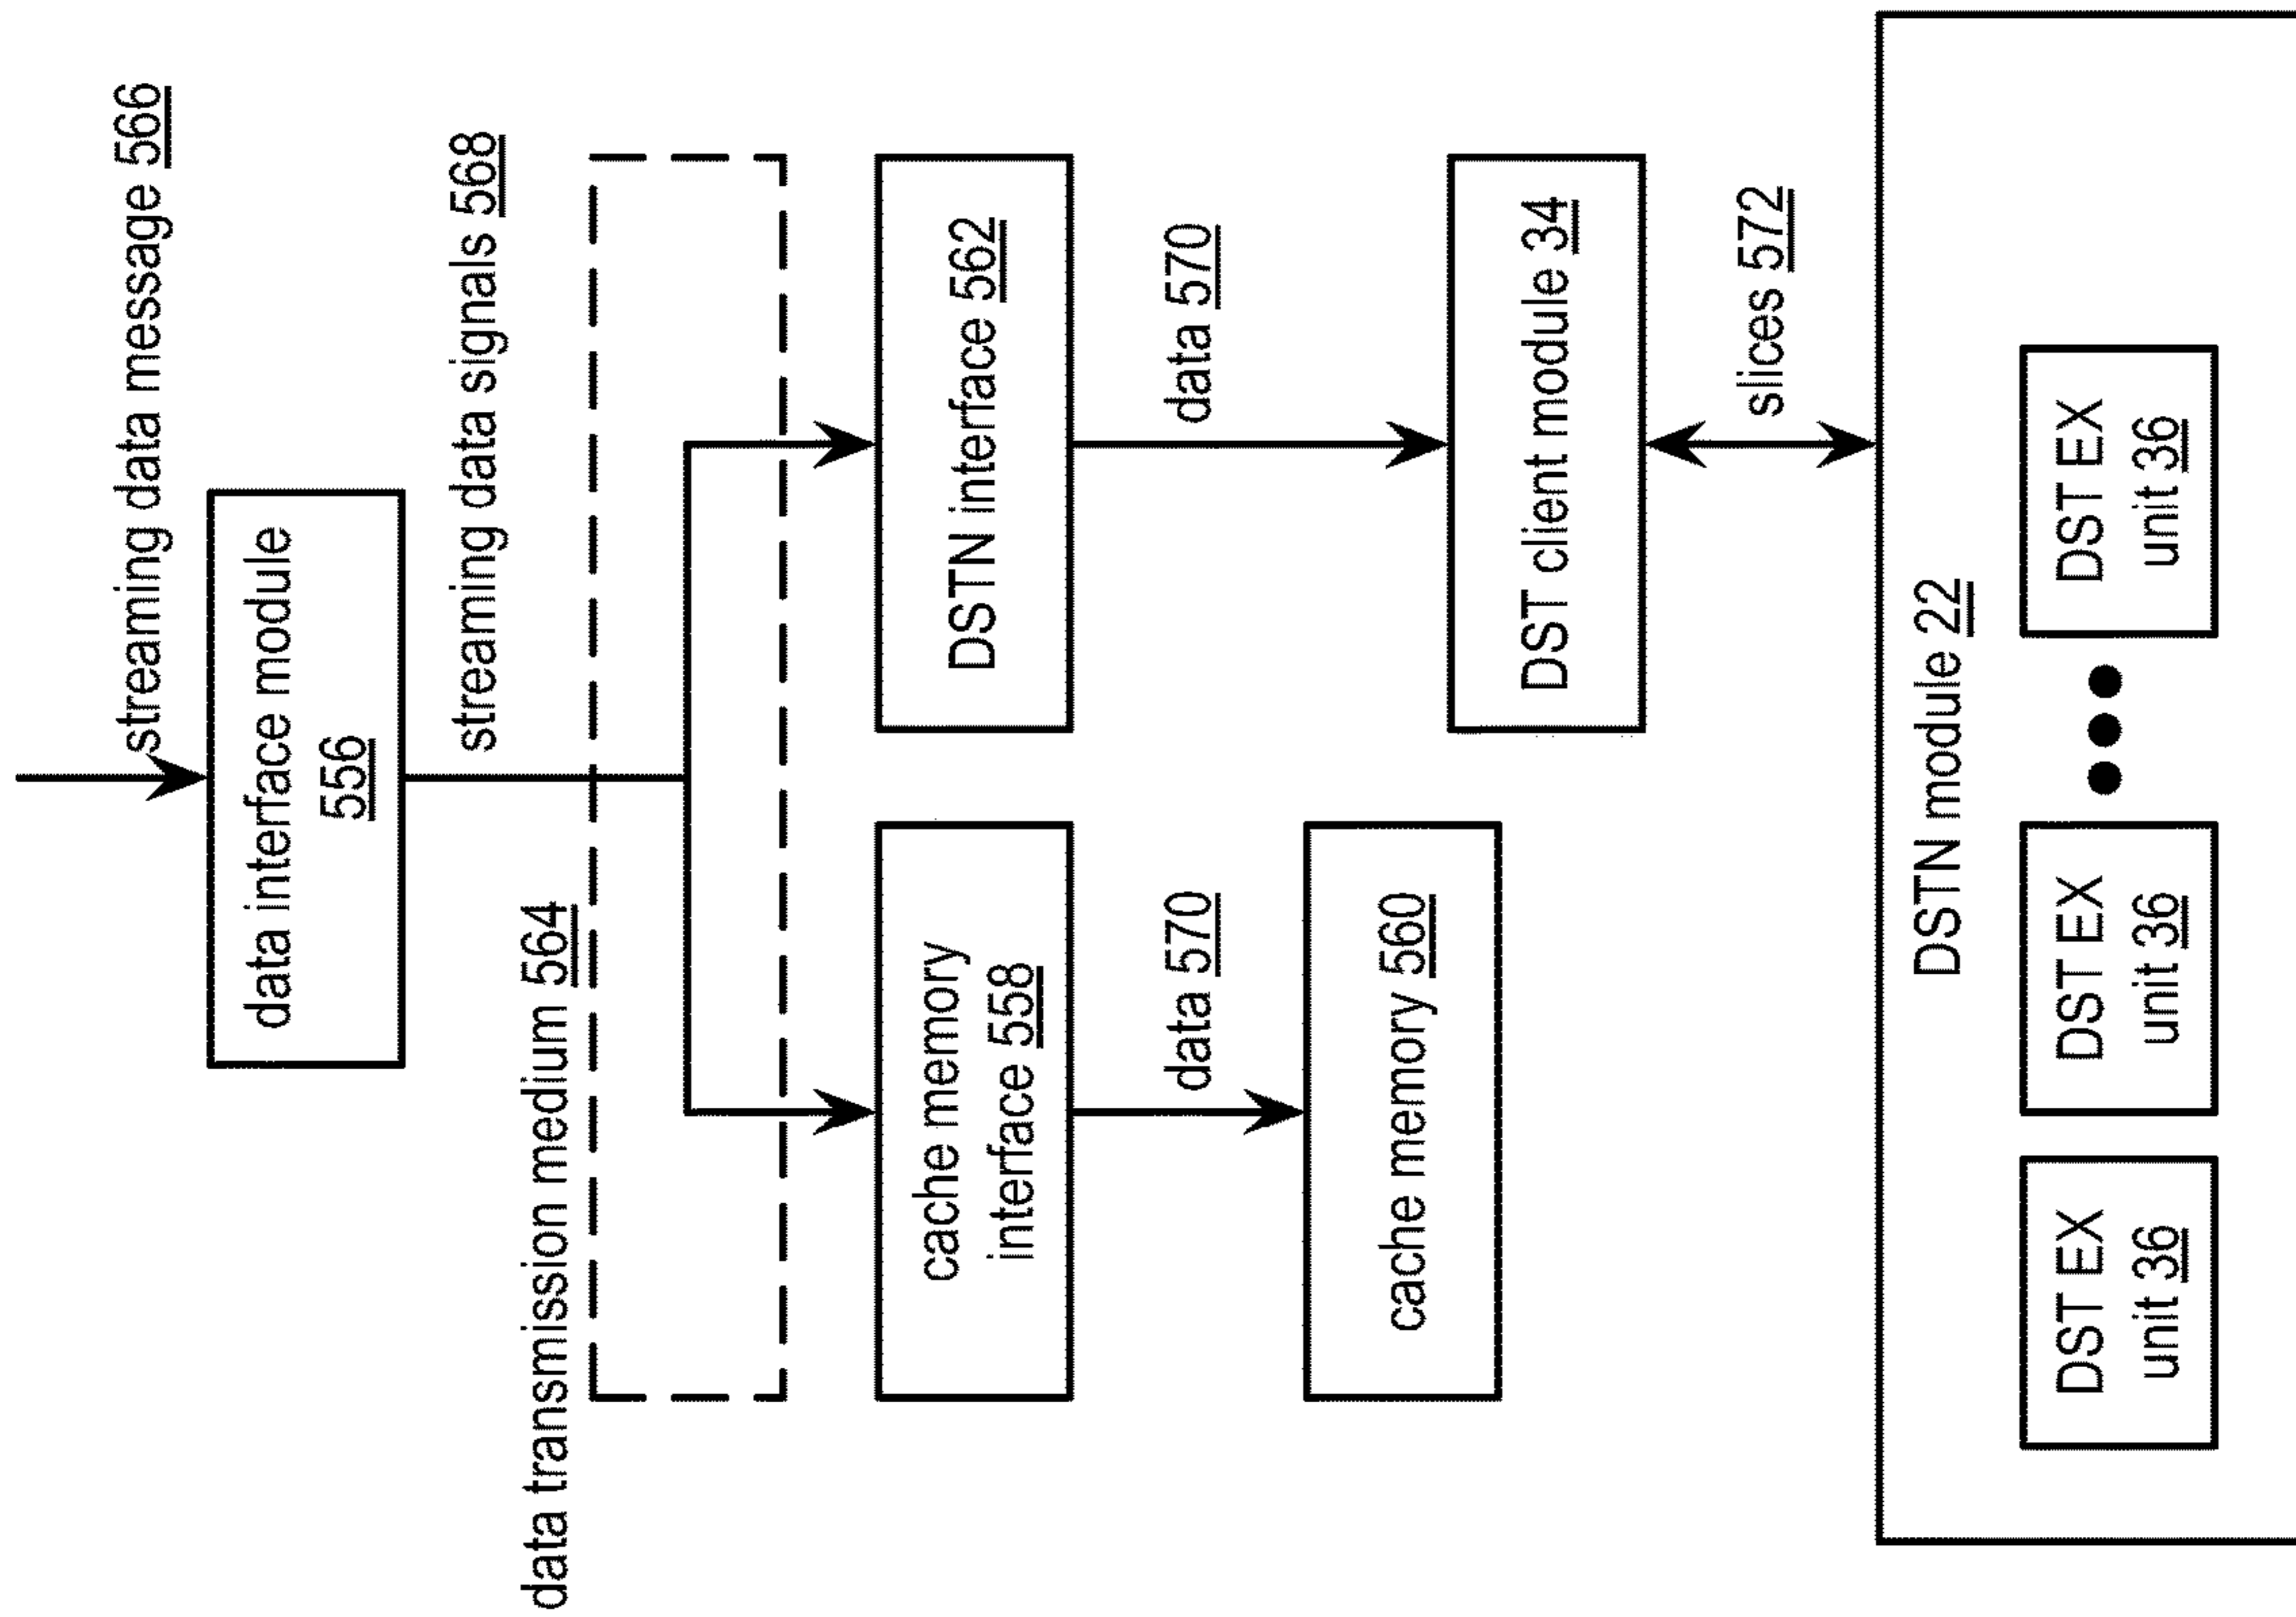 streaming data message 566
data interface module
556
streaming data signals 568
data transmission medium 564
cache memory
interface 558
DSTN interface 562
data 570
data 570
cache memory 560
DST client module 34
slices 572
DSTN module 22
DST EX
unit 36
DST EX
unit 36
DST EX
unit 36